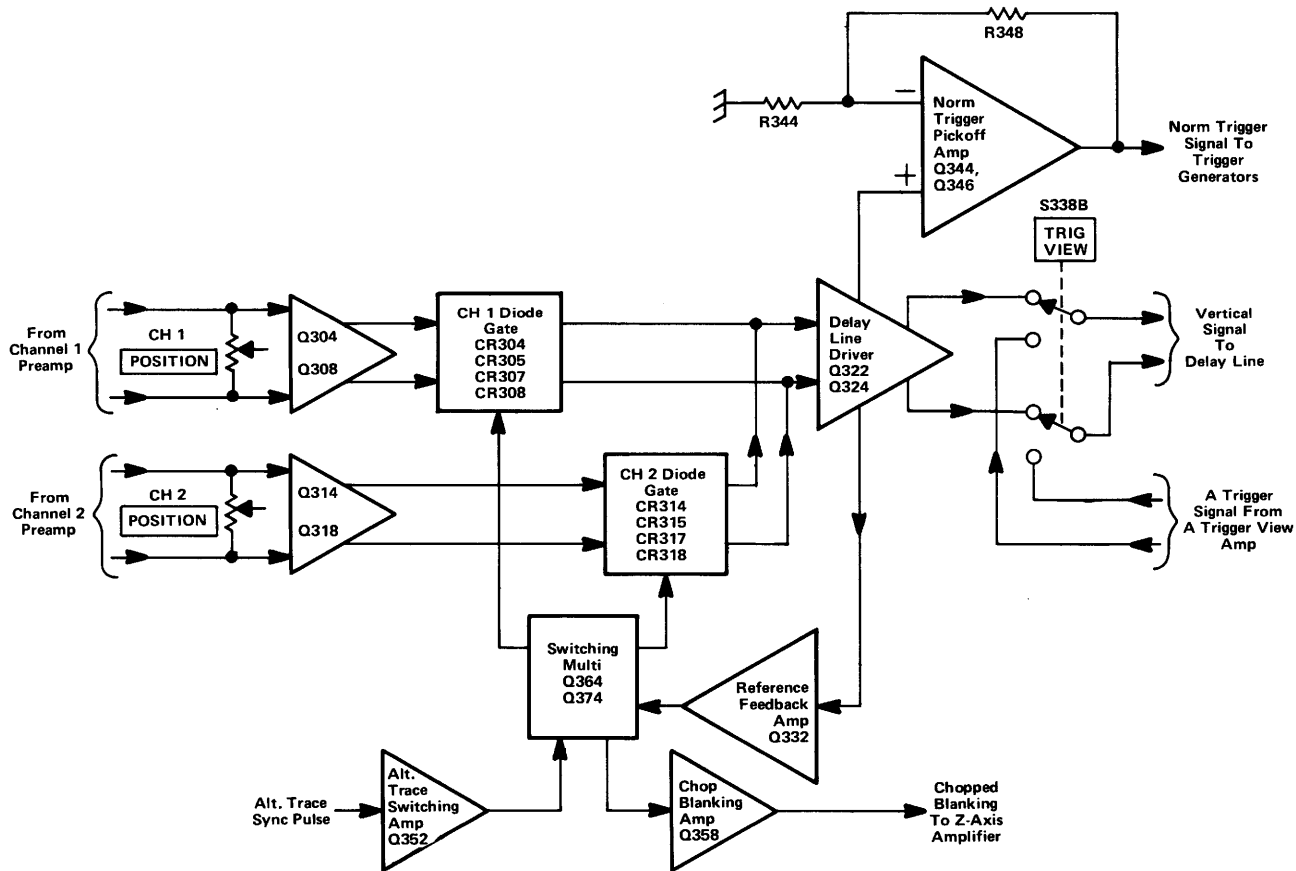 R348
R344
−
+
Norm
Trigger
Pickoff
Amp
Q344,
Q346
Norm Trigger
Signal To
Trigger
Generators
S338B
TRIG
VIEW
From
Channel 1
Preamp
CH 1
POSITION
Q304
Q308
CH 1 Diode
Gate
CR304
CR305
CR307
CR308
Delay
Line
Driver
Q322
Q324
Vertical
Signal
To
Delay Line
From
Channel 2
Preamp
CH 2
POSITION
Q314
Q318
CH 2 Diode
Gate
CR314
CR315
CR317
CR318
A Trigger
Signal From
A Trigger View
Amp
Switching
Multi
Q364
Q374
Reference
Feedback
Amp
Q332
Alt. Trace
Sync Pulse
Alt.
Trace
Switching
Amp
Q352
Chop
Blanking
Amp
Q358
Chopped
Blanking
To Z-Axis
Amplifier